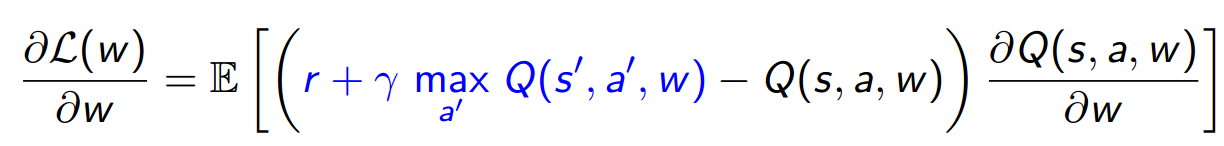 ∂ℒ(w)/∂w = 𝔼[(r + γ max_{a′} Q(s′, a′, w) − Q(s, a, w)) ∂Q(s, a, w)/∂w]